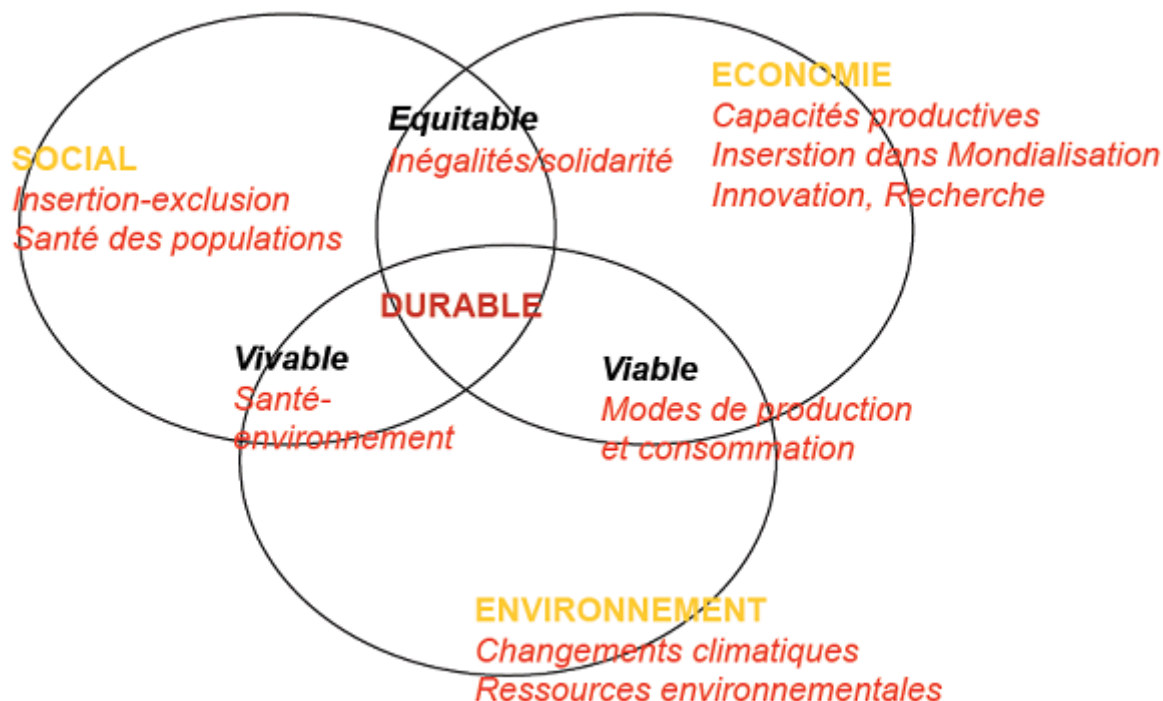 ECONOMIE
Equitable
Capacités productives
SOCIAL
Inégalités/solidarité
Inserstion dans Mondialisation
Insertion-exclusion
Innovation, Recherche
Santé des populations
DURABLE
Vivable
Viable
Santé-
Modes de production
environnement
et consommation
ENVIRONNEMENT
Changements climatiques
Ressources environnementales